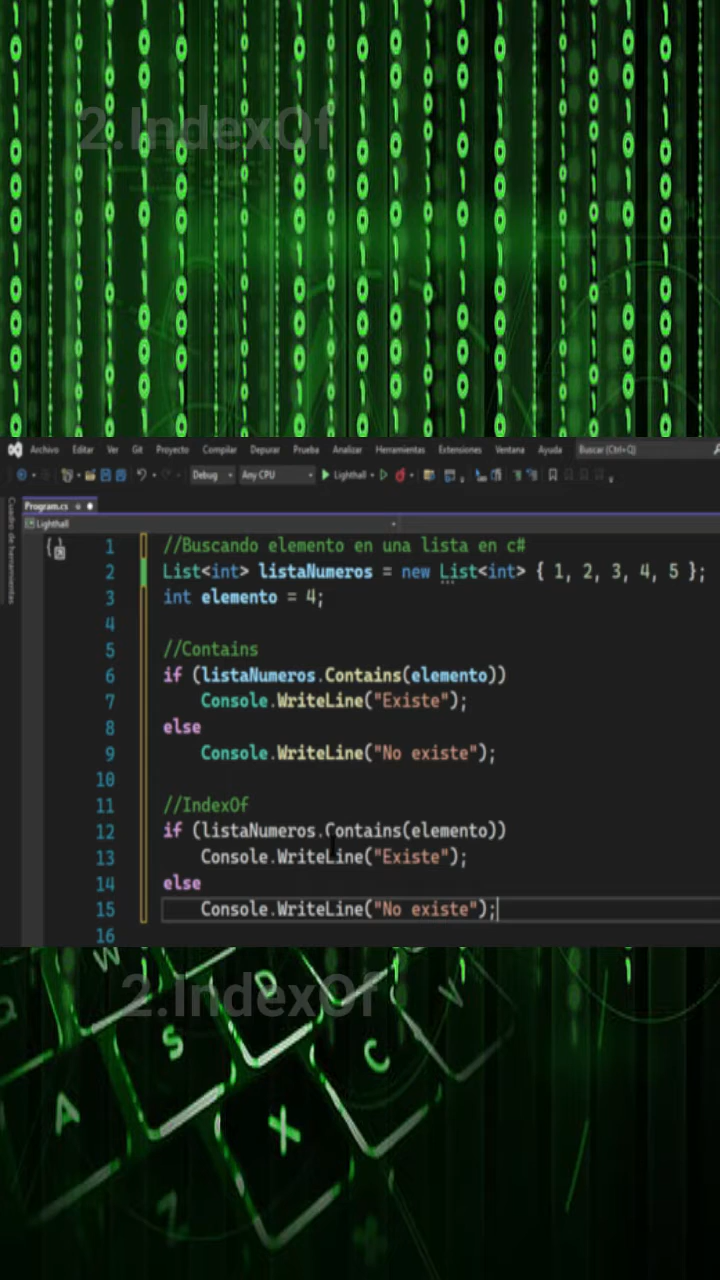 2.IndexOf
Archivo Editar Ver Git Proyecto Compilar Depurar Prueba Analizar Herramientas Extensiones Ventana Ayuda Buscar (Ctrl+Q)
Debug Any CPU Lighthall
Program.cs
Lighthall
Cuadro de herramientas
1 //Buscando elemento en una lista en c#
2 List<int> listaNumeros = new List<int> { 1, 2, 3, 4, 5 };
3 int elemento = 4;
4
5 //Contains
6 if (listaNumeros.Contains(elemento))
7 Console.WriteLine("Existe");
8 else
9 Console.WriteLine("No existe");
10
11 //IndexOf
12 if (listaNumeros.Contains(elemento))
13 Console.WriteLine("Existe");
14 else
15 Console.WriteLine("No existe");
16
2.IndexOf
W
D V
S C
A X
Z